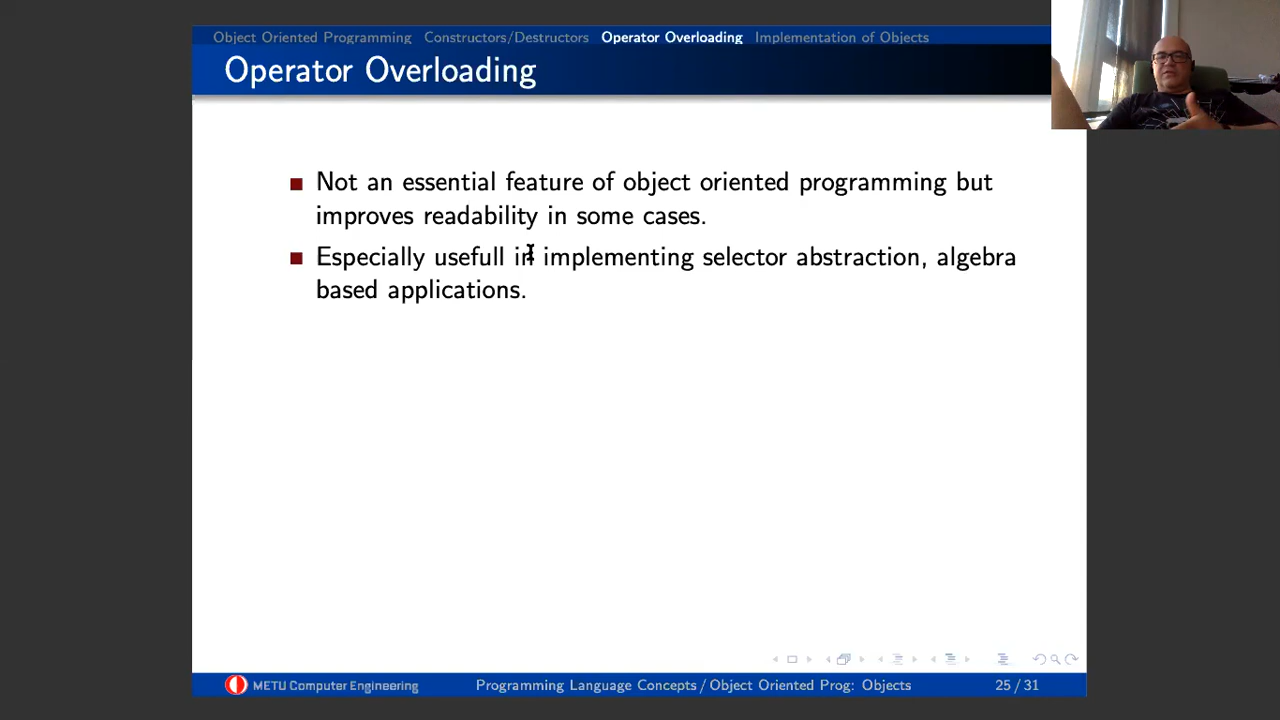 Object Oriented Programming Constructors/Destructors Operator Overloading Implementation of Objects
Operator Overloading
Not an essential feature of object oriented programming but
improves readability in some cases.
Especially usefull in implementing selector abstraction, algebra
based applications.
METU Computer Engineering Programming Language Concepts / Object Oriented Prog: Objects 25 / 31